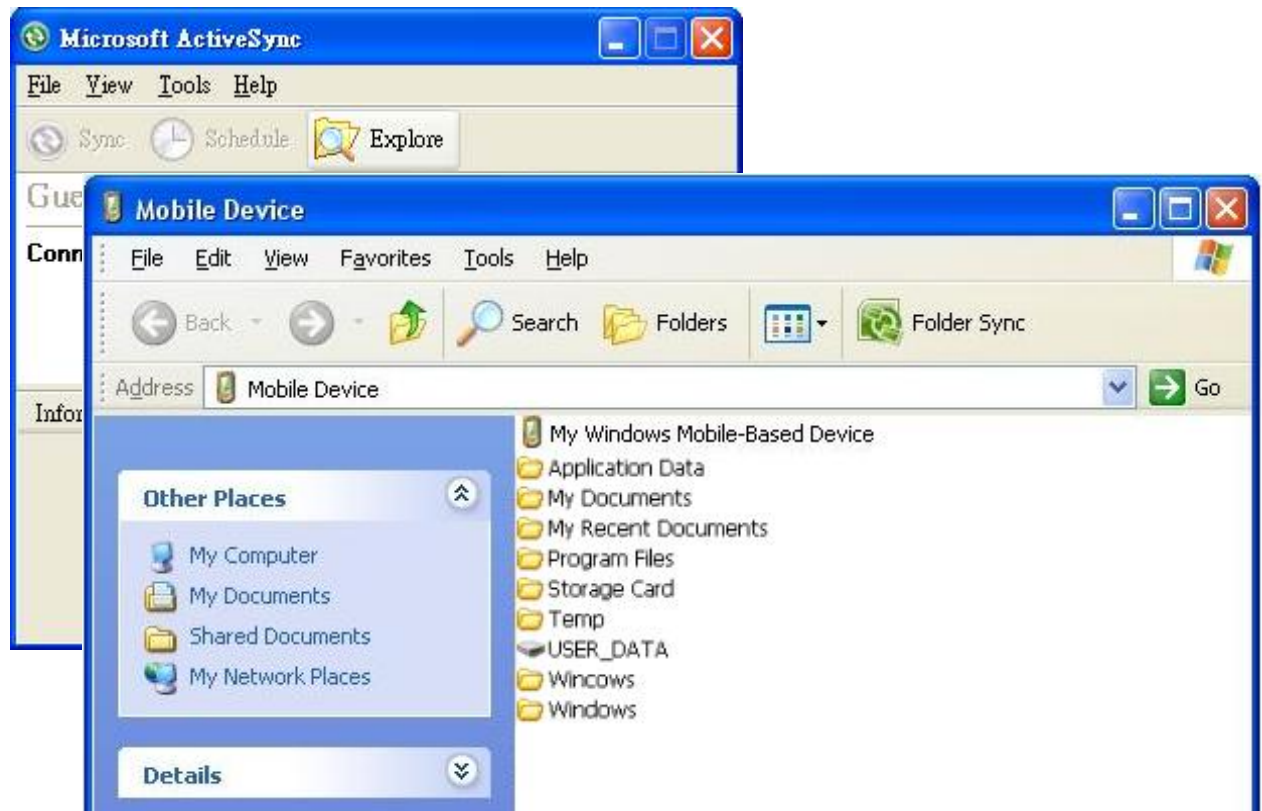 Microsoft ActiveSync
File View Tools Help
Sync Schedule Explore
Gue
Mobile Device
Conn
File Edit View Favorites Tools Help
Back Search Folders Folder Sync
Address Mobile Device Go
Infor
My Windows Mobile-Based Device
Application Data
Other Places
My Documents
My Recent Documents
My Computer
Program Files
My Documents
Storage Card
Temp
Shared Documents
USER_DATA
My Network Places
Wincows
Windows
Details